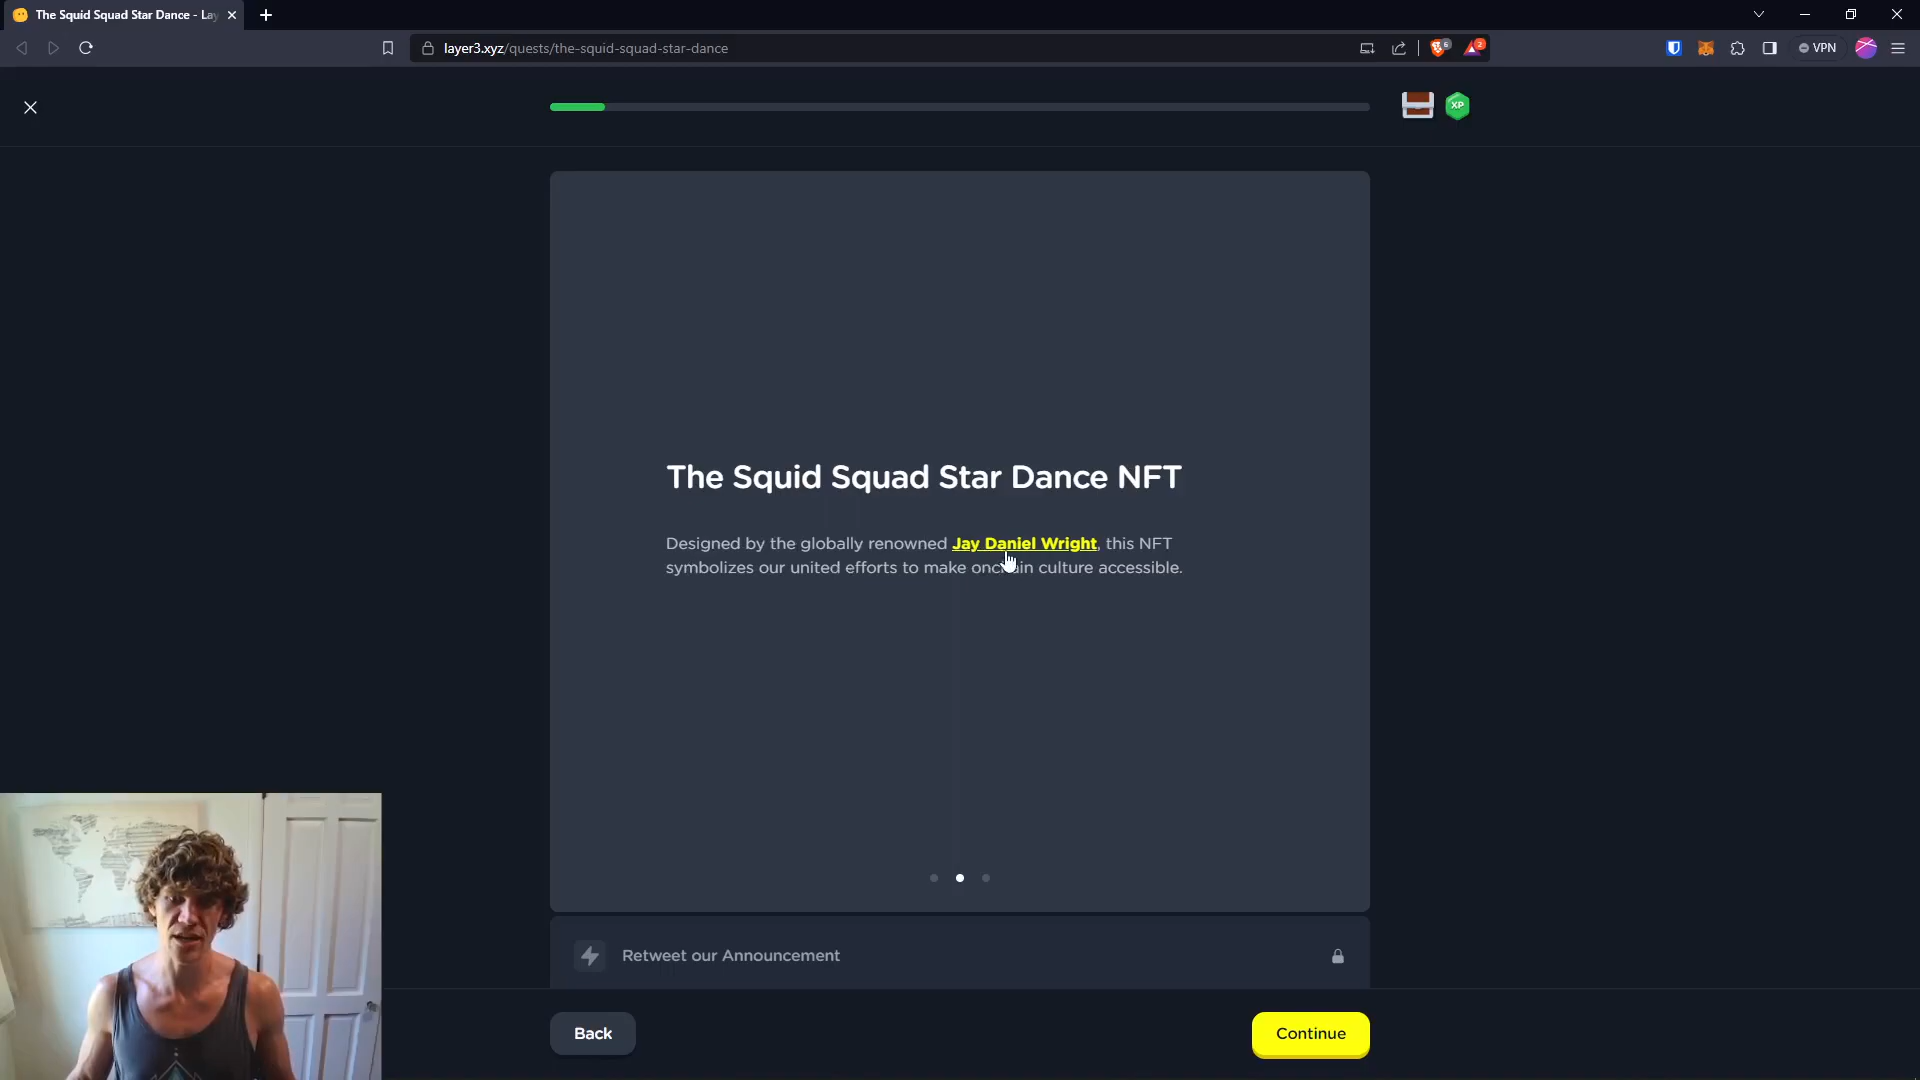 The Squid Squad Star Dance - Lay
layer3.xyz/quests/the-squid-squad-star-dance
6
2
VPN
XP
The Squid Squad Star Dance NFT
Designed by the globally renowned Jay Daniel Wright, this NFT
symbolizes our united efforts to make onchain culture accessible.
Retweet our Announcement
Back
Continue